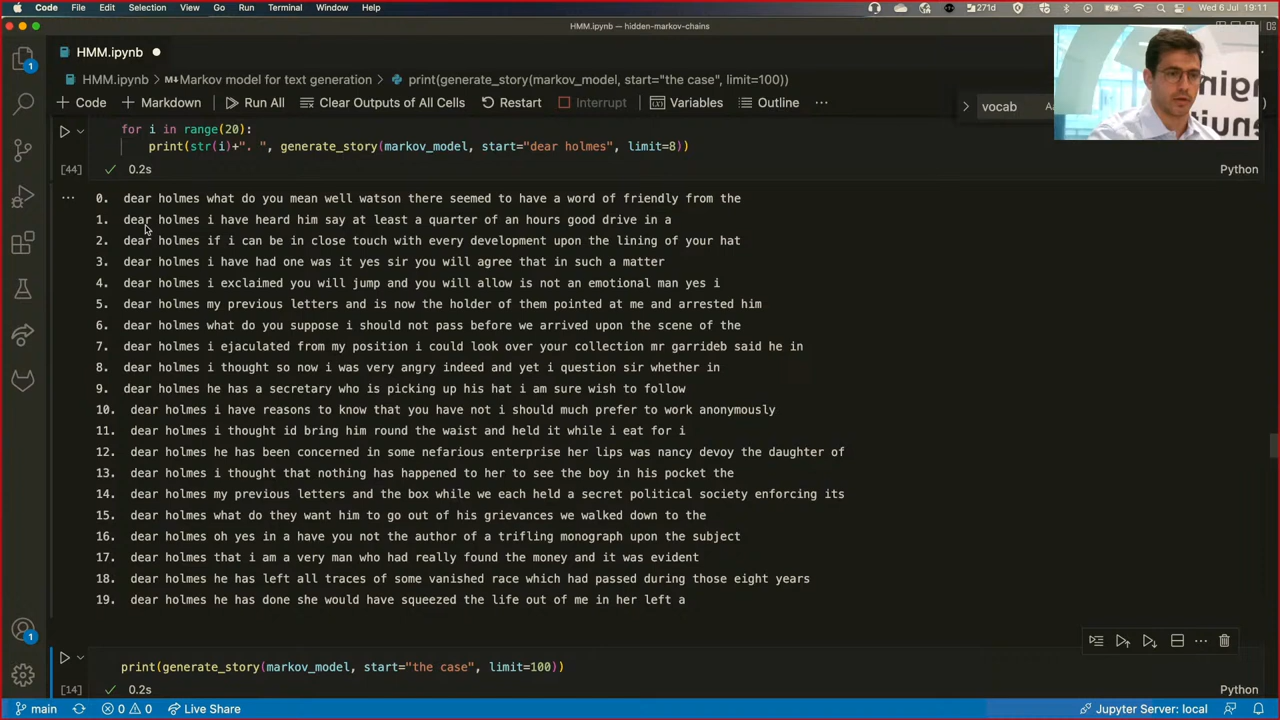 Code File Edit Selection View Go Run Terminal Window Help 271d Wed 6 Jul 19:11
HMM.ipynb — hidden-markov-chains
HMM.ipynb
HMM.ipynb > Markov model for text generation > print(generate_story(markov_model, start="the case", limit=100))
+ Code + Markdown Run All Clear Outputs of All Cells Restart Interrupt Variables Outline ...
vocab
for i in range(20):
print(str(i)+". ", generate_story(markov_model, start="dear holmes", limit=8))
[44] 0.2s Python
0. dear holmes what do you mean well watson there seemed to have a word of friendly from the
1. dear holmes i have heard him say at least a quarter of an hours good drive in a
2. dear holmes if i can be in close touch with every development upon the lining of your hat
3. dear holmes i have had one was it yes sir you will agree that in such a matter
4. dear holmes i exclaimed you will jump and you will allow is not an emotional man yes i
5. dear holmes my previous letters and is now the holder of them pointed at me and arrested him
6. dear holmes what do you suppose i should not pass before we arrived upon the scene of the
7. dear holmes i ejaculated from my position i could look over your collection mr garrideb said he in
8. dear holmes i thought so now i was very angry indeed and yet i question sir whether in
9. dear holmes he has a secretary who is picking up his hat i am sure wish to follow
10. dear holmes i have reasons to know that you have not i should much prefer to work anonymously
11. dear holmes i thought id bring him round the waist and held it while i eat for i
12. dear holmes he has been concerned in some nefarious enterprise her lips was nancy devoy the daughter of
13. dear holmes i thought that nothing has happened to her to see the boy in his pocket the
14. dear holmes my previous letters and the box while we each held a secret political society enforcing its
15. dear holmes what do they want him to go out of his grievances we walked down to the
16. dear holmes oh yes in a have you not the author of a trifling monograph upon the subject
17. dear holmes that i am a very man who had really found the money and it was evident
18. dear holmes he has left all traces of some vanished race which had passed during those eight years
19. dear holmes he has done she would have squeezed the life out of me in her left a
print(generate_story(markov_model, start="the case", limit=100))
[14] 0.2s Python
main 0 0 Live Share Jupyter Server: local